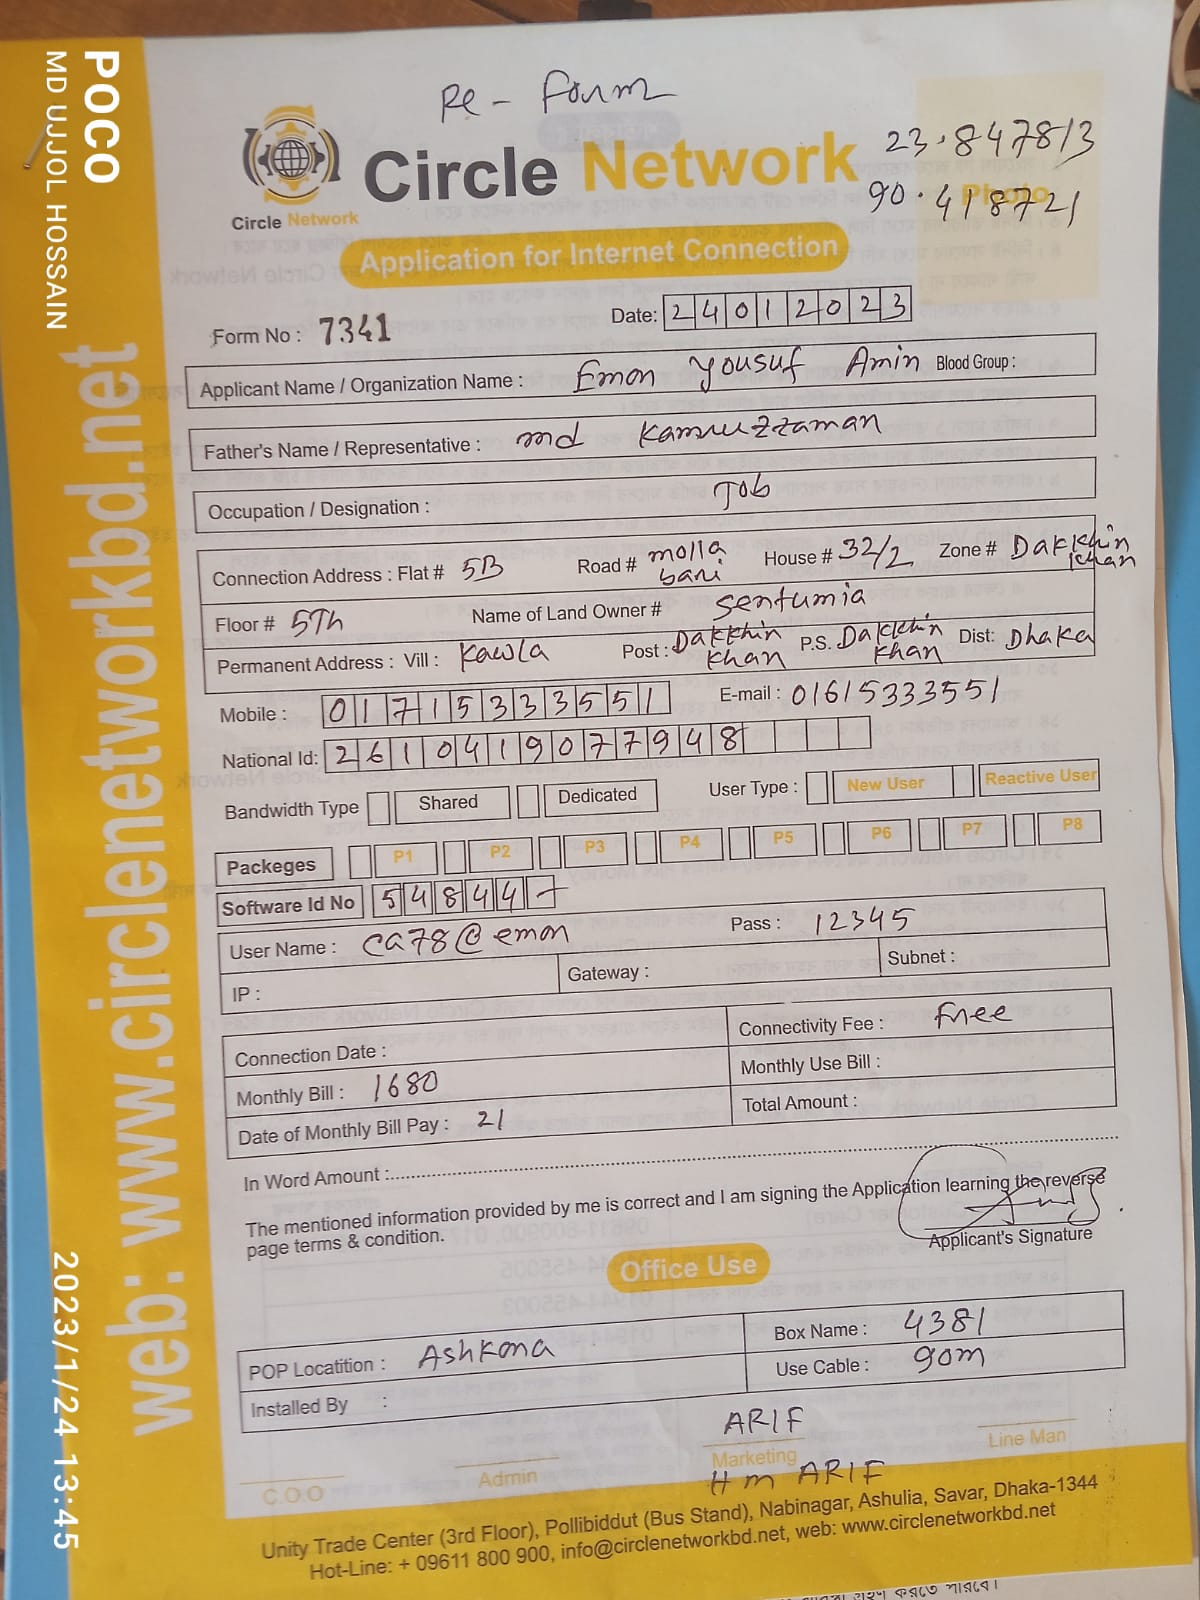 Re - Form
Circle Network
Circle Network
23.847813
90.418721
Photo
Application for Internet Connection
Form No : 7341
Date: 24012023
Applicant Name / Organization Name : Emon Yousuf Amin Blood Group :
Father's Name / Representative : md Kamruzzaman
Occupation / Designation : Job
Connection Address : Flat # 5B Road # molla bari House # 32/2 Zone # Dakkhin khan
Floor # 5Th Name of Land Owner # Senturnia
Permanent Address : Vill : Kawla Post : Dakkhin khan P.S. Dakkhin khan Dist: Dhaka
Mobile : 01715333551 E-mail : 01615333551
National Id: 2610419077948
Bandwidth Type Shared Dedicated User Type : New User Reactive User
Packeges P1 P2 P3 P4 P5 P6 P7 P8
Software Id No 54844-
User Name : ca78@emon Pass : 12345
IP : Gateway : Subnet :
Connection Date : Connectivity Fee : Free
Monthly Bill : 1680 Monthly Use Bill :
Date of Monthly Bill Pay : 21 Total Amount :
In Word Amount :
The mentioned information provided by me is correct and I am signing the Application learning the reverse
page terms & condition.
Applicant's Signature
Office Use
POP Locatition : Ashkona Box Name : 4381
Installed By : Use Cable : 90m
ARIF
C.O.O Admin Marketing Line Man
H m ARIF
Unity Trade Center (3rd Floor), Pollibiddut (Bus Stand), Nabinagar, Ashulia, Savar, Dhaka-1344
Hot-Line: + 09611 800 900, info@circlenetworkbd.net, web: www.circlenetworkbd.net
web: www.circlenetworkbd.net
POCO
MD UJJOL HOSSAIN
2023/1/24 13:45
করতে পারবে।